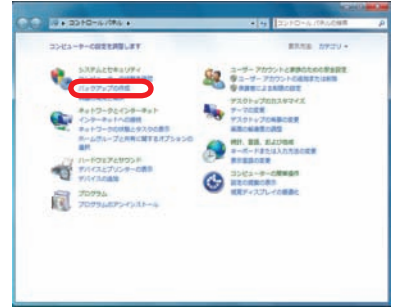 コントロール パネル
コントロール パネルの検索
コンピューターの設定を調整します
表示方法: カテゴリ
システムとセキュリティ
バックアップの作成
ネットワークとインターネット
インターネットへの接続
ネットワークの状態とタスクの表示
ホームグループと共有に関するオプションの
選択
ハードウェアとサウンド
デバイスとプリンターの表示
デバイスの追加
プログラム
プログラムのアンインストール
ユーザー アカウントと家族のための安全設定
ユーザー アカウントの追加または削除
保護者による制限の設定
デスクトップのカスタマイズ
テーマの変更
デスクトップの背景の変更
画面の解像度の調整
時計、言語、および地域
キーボードまたは入力方法の変更
表示言語の変更
コンピューターの簡単操作
設定の提案の表示
視覚ディスプレイの最適化